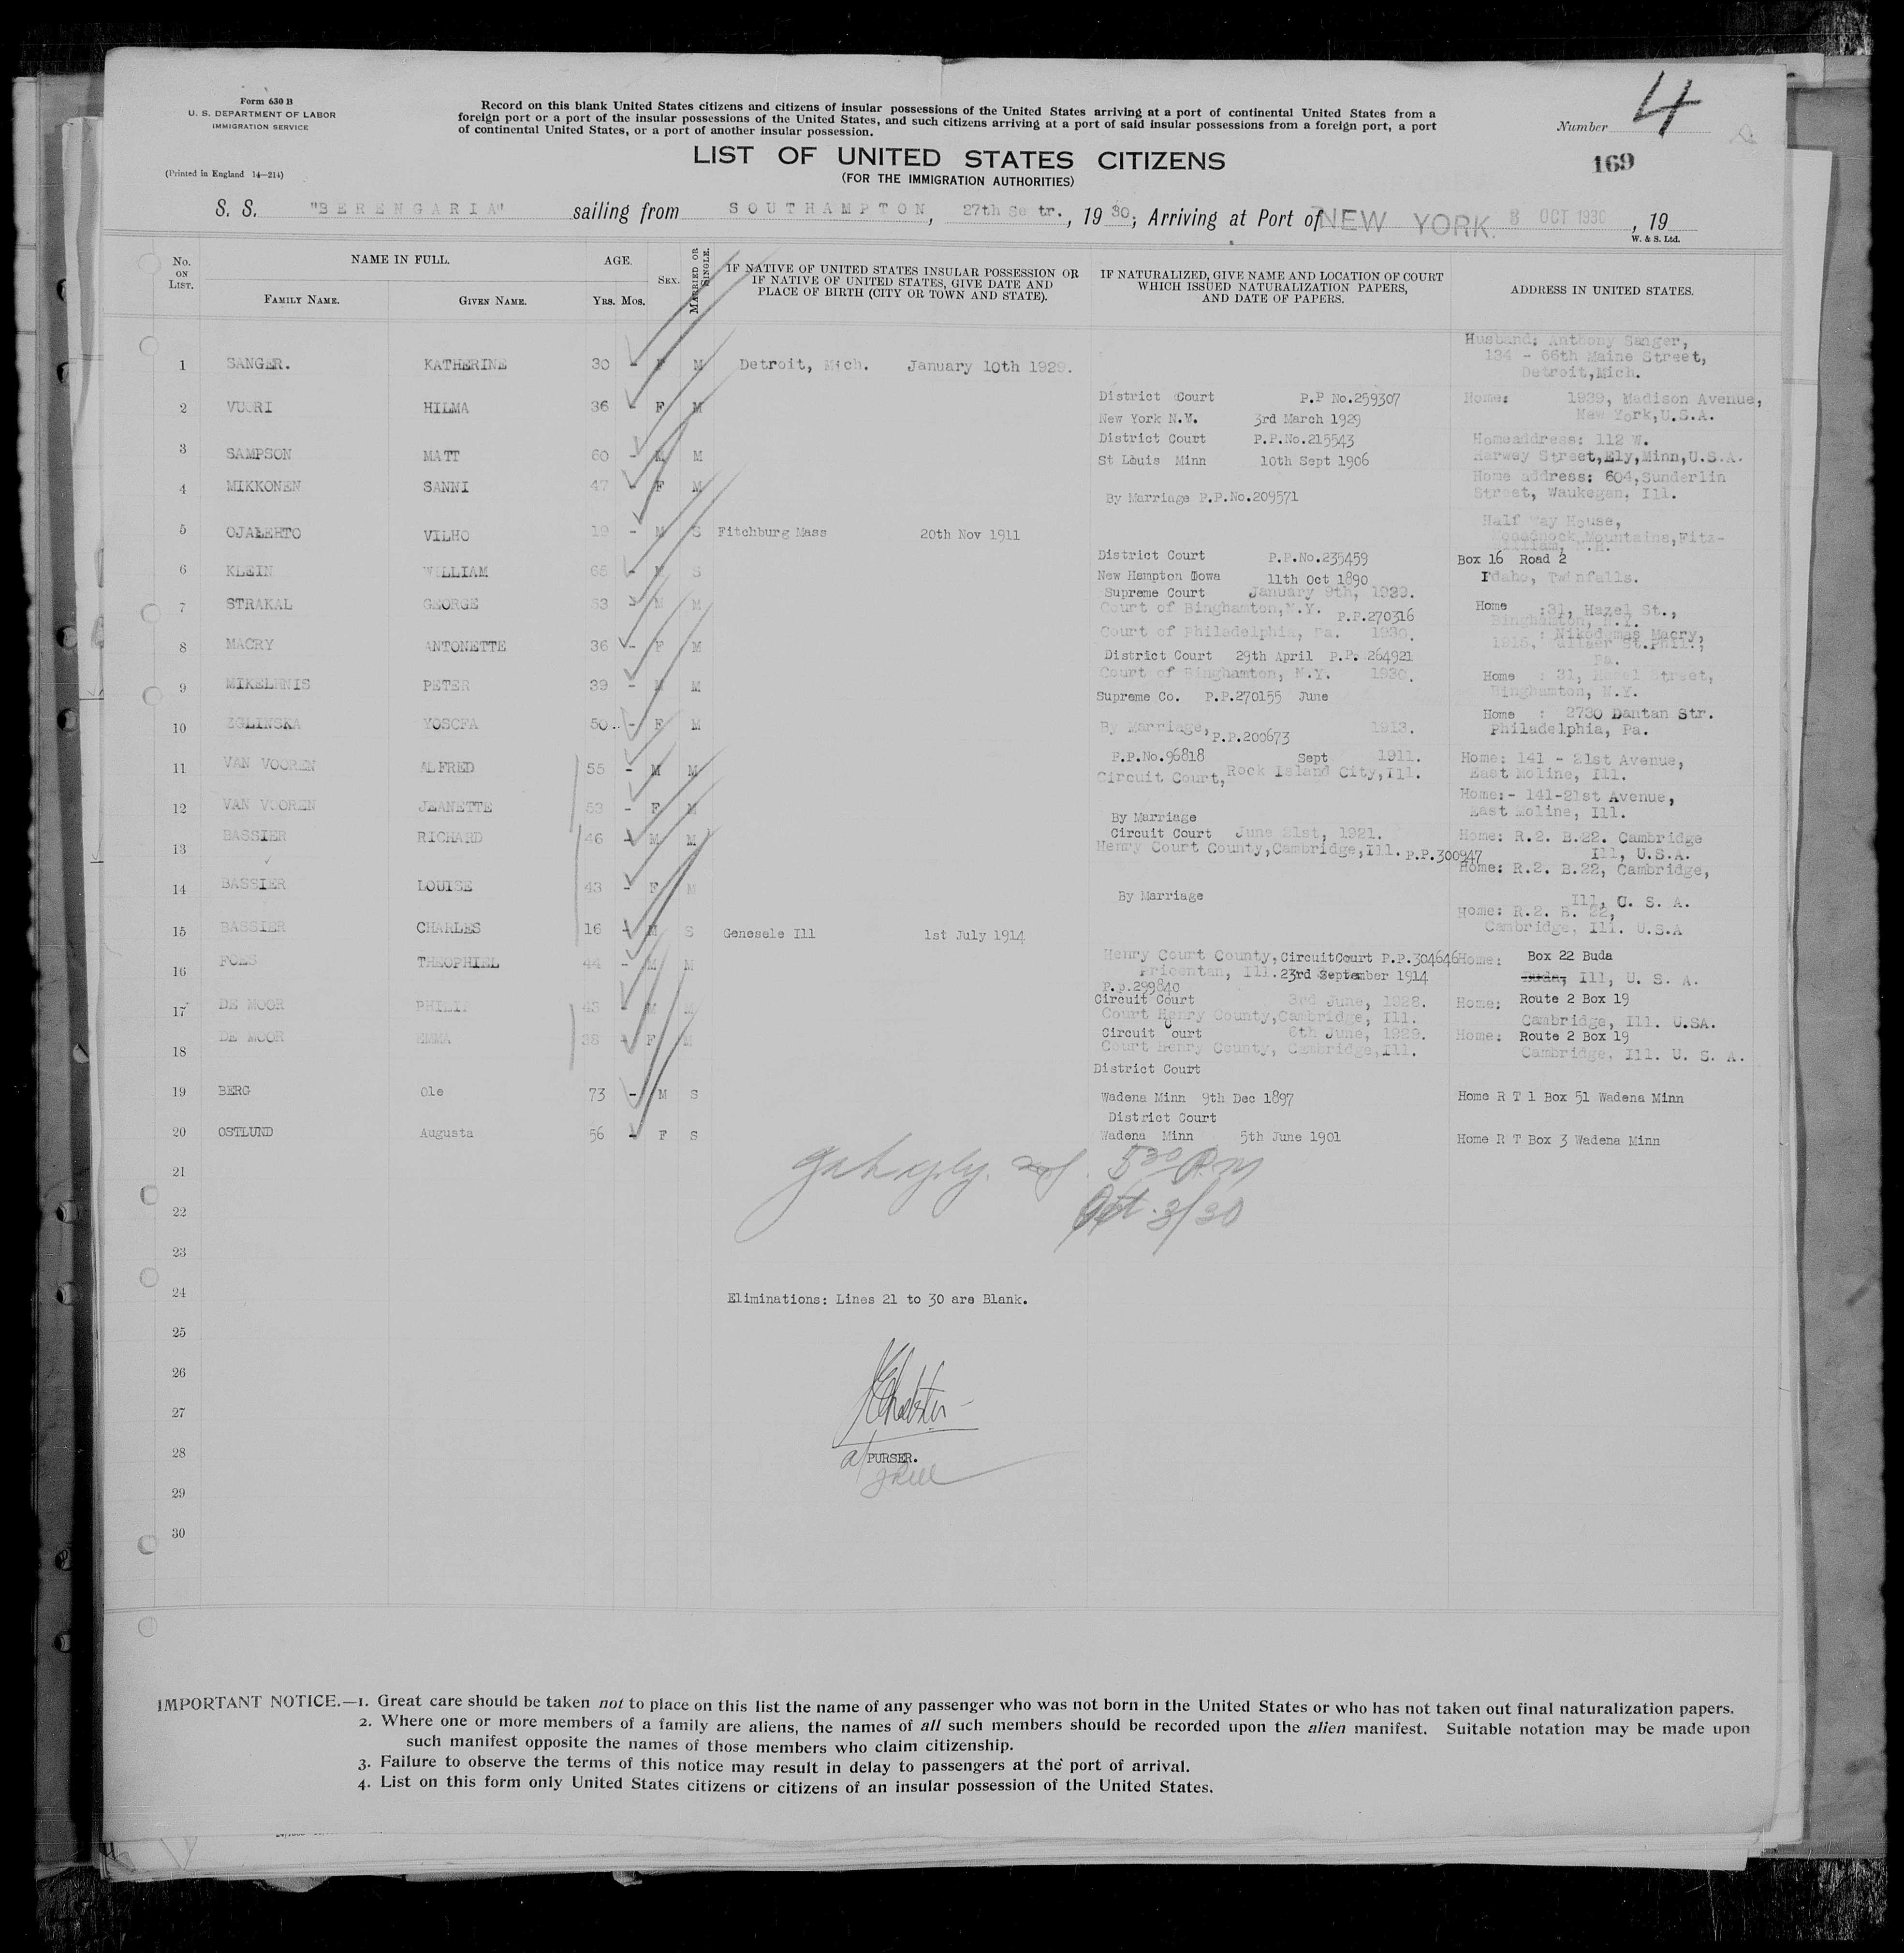 Form 630 B
U. S. DEPARTMENT OF LABOR
IMMIGRATION SERVICE
(Printed in England 14—214)
Record on this blank United States citizens and citizens of insular possessions of the United States arriving at a port of continental United States from a
foreign port or a port of the insular possessions of the United States, and such citizens arriving at a port of said insular possessions from a foreign port, a port
of continental United States, or a port of another insular possession.
Number 4
169
LIST OF UNITED STATES CITIZENS
(FOR THE IMMIGRATION AUTHORITIES)
S. S. "BERENGARIA" sailing from SOUTHAMPTON, 27th Se tr., 1930; Arriving at Port of NEW YORK. 3 OCT 1930, 19
W. & S. Ltd.
No. ON LIST.
NAME IN FULL.
FAMILY NAME.
GIVEN NAME.
AGE.
YRS. MOS.
SEX.
MARRIED OR SINGLE.
IF NATIVE OF UNITED STATES INSULAR POSSESSION OR
IF NATIVE OF UNITED STATES, GIVE DATE AND
PLACE OF BIRTH (CITY OR TOWN AND STATE).
IF NATURALIZED, GIVE NAME AND LOCATION OF COURT
WHICH ISSUED NATURALIZATION PAPERS,
AND DATE OF PAPERS.
ADDRESS IN UNITED STATES.
1 SANGER. KATHERINE 30 - F M Detroit, Mich. January 10th 1929.
Husband: Anthony Sanger,
134 - 66th Maine Street,
Detroit,Mich.
2 VUORI HILMA 36 - F M
District Court P.P No.259307
New York N.Y. 3rd March 1929
Home: 1939, Madison Avenue,
New York,U.S.A.
3 SAMPSON MATT 60 - M M
District Court P.P.No.215543
St Louis Minn 10th Sept 1906
Homeaddress: 112 W.
Harwey Street,Ely,Minn,U.S.A.
4 MIKKONEN SANNI 47 - F M
By Marriage P.P.No.209571
Home address: 604,Sunderlin
Street, Waukegan, Ill.
5 OJALEHTO VILHO 19 - M S Fitchburg Mass 20th Nov 1911
Half Way House,
Mountains,Fitz-
6 KLEIN WILLIAM 65 - M S
District Court P.P.No.235459
New Hampton Iowa 11th Oct 1890
Box 16 Road 2
Idaho, Twinfalls.
7 STRAKAL GEORGE 53 - M M
Supreme Court January 9th, 1929.
Court of Binghamton,N.Y. P.P.270316
Home :31, Hazel St.,
Binghamton, N.Y.
8 MACRY ANTONETTE 36 - F M
Court of Philadelphia, Pa. 1930.
District Court 29th April P.P. 264921
: Nikodemas Macry,
1915, St.Phil.,
Pa.
9 MIKELENIS PETER 39 - M M
Court of Binghamton, N.Y. 1930.
Supreme Co. P.P.270155 June
Home : 31, Hazel Street,
Binghamton, N.Y.
10 ZGLINSKA YOSCFA 50.. - F M
By Marriage, P.P.200673 1913.
Home : 2730 Dantan Str.
Philadelphia, Pa.
11 VAN VOOREN ALFRED 55 - M M
P.P.No.96818 Sept 1911.
Circuit Court, Rock Island City,Ill.
Home: 141 - 21st Avenue,
East Moline, Ill.
12 VAN VOOREN JEANETTE 53 - F M
By Marriage
Home:- 141-21st Avenue,
East Moline, Ill.
13 BASSIER RICHARD 46 - M M
Circuit Court June 21st, 1921.
Henry Court County,Cambridge,Ill. P.P.300947
Home: R.2. B.22. Cambridge
Ill, U.S.A.
14 BASSIER LOUISE 43 - F M
By Marriage
Home: R.2. B.22, Cambridge,
Ill, U. S. A.
15 BASSIER CHARLES 16 - M S Genesele Ill 1st July 1914
Home: R.2. B. 22,
Cambridge, Ill. U.S.A
16 FOES THEOPHIEL 44 - M M
Henry Court County,CircuitCourt P.P.304646
Pricentan, Ill. 23rd September 1914
Home: Box 22 Buda
Buda, Ill, U. S. A.
17 DE MOOR PHILIP 43 - M M
P.p.299840
Circuit Court 3rd June, 1928.
Court Henry County,Cambridge, Ill.
Home: Route 2 Box 19
Cambridge, Ill. U.SA.
18 DE MOOR EMMA 38 - F M
Circuit Court 6th June, 1929.
Court Henry County, Cambridge,Ill.
Home: Route 2 Box 19
Cambridge, Ill. U. S. A.
19 BERG Ole 73 - M S
District Court
Wadena Minn 9th Dec 1897
Home R T 1 Box 51 Wadena Minn
20 OSTLUND Augusta 56 - F S
District Court
Wadena Minn 5th June 1901
Home R T Box 3 Wadena Minn
21
5 30 P.M
22
Oct. 3/30
23
24 Eliminations: Lines 21 to 30 are Blank.
25
26
27
28 PURSER.
29
30
IMPORTANT NOTICE.—1. Great care should be taken not to place on this list the name of any passenger who was not born in the United States or who has not taken out final naturalization papers.
2. Where one or more members of a family are aliens, the names of all such members should be recorded upon the alien manifest. Suitable notation may be made upon
such manifest opposite the names of those members who claim citizenship.
3. Failure to observe the terms of this notice may result in delay to passengers at the port of arrival.
4. List on this form only United States citizens or citizens of an insular possession of the United States.